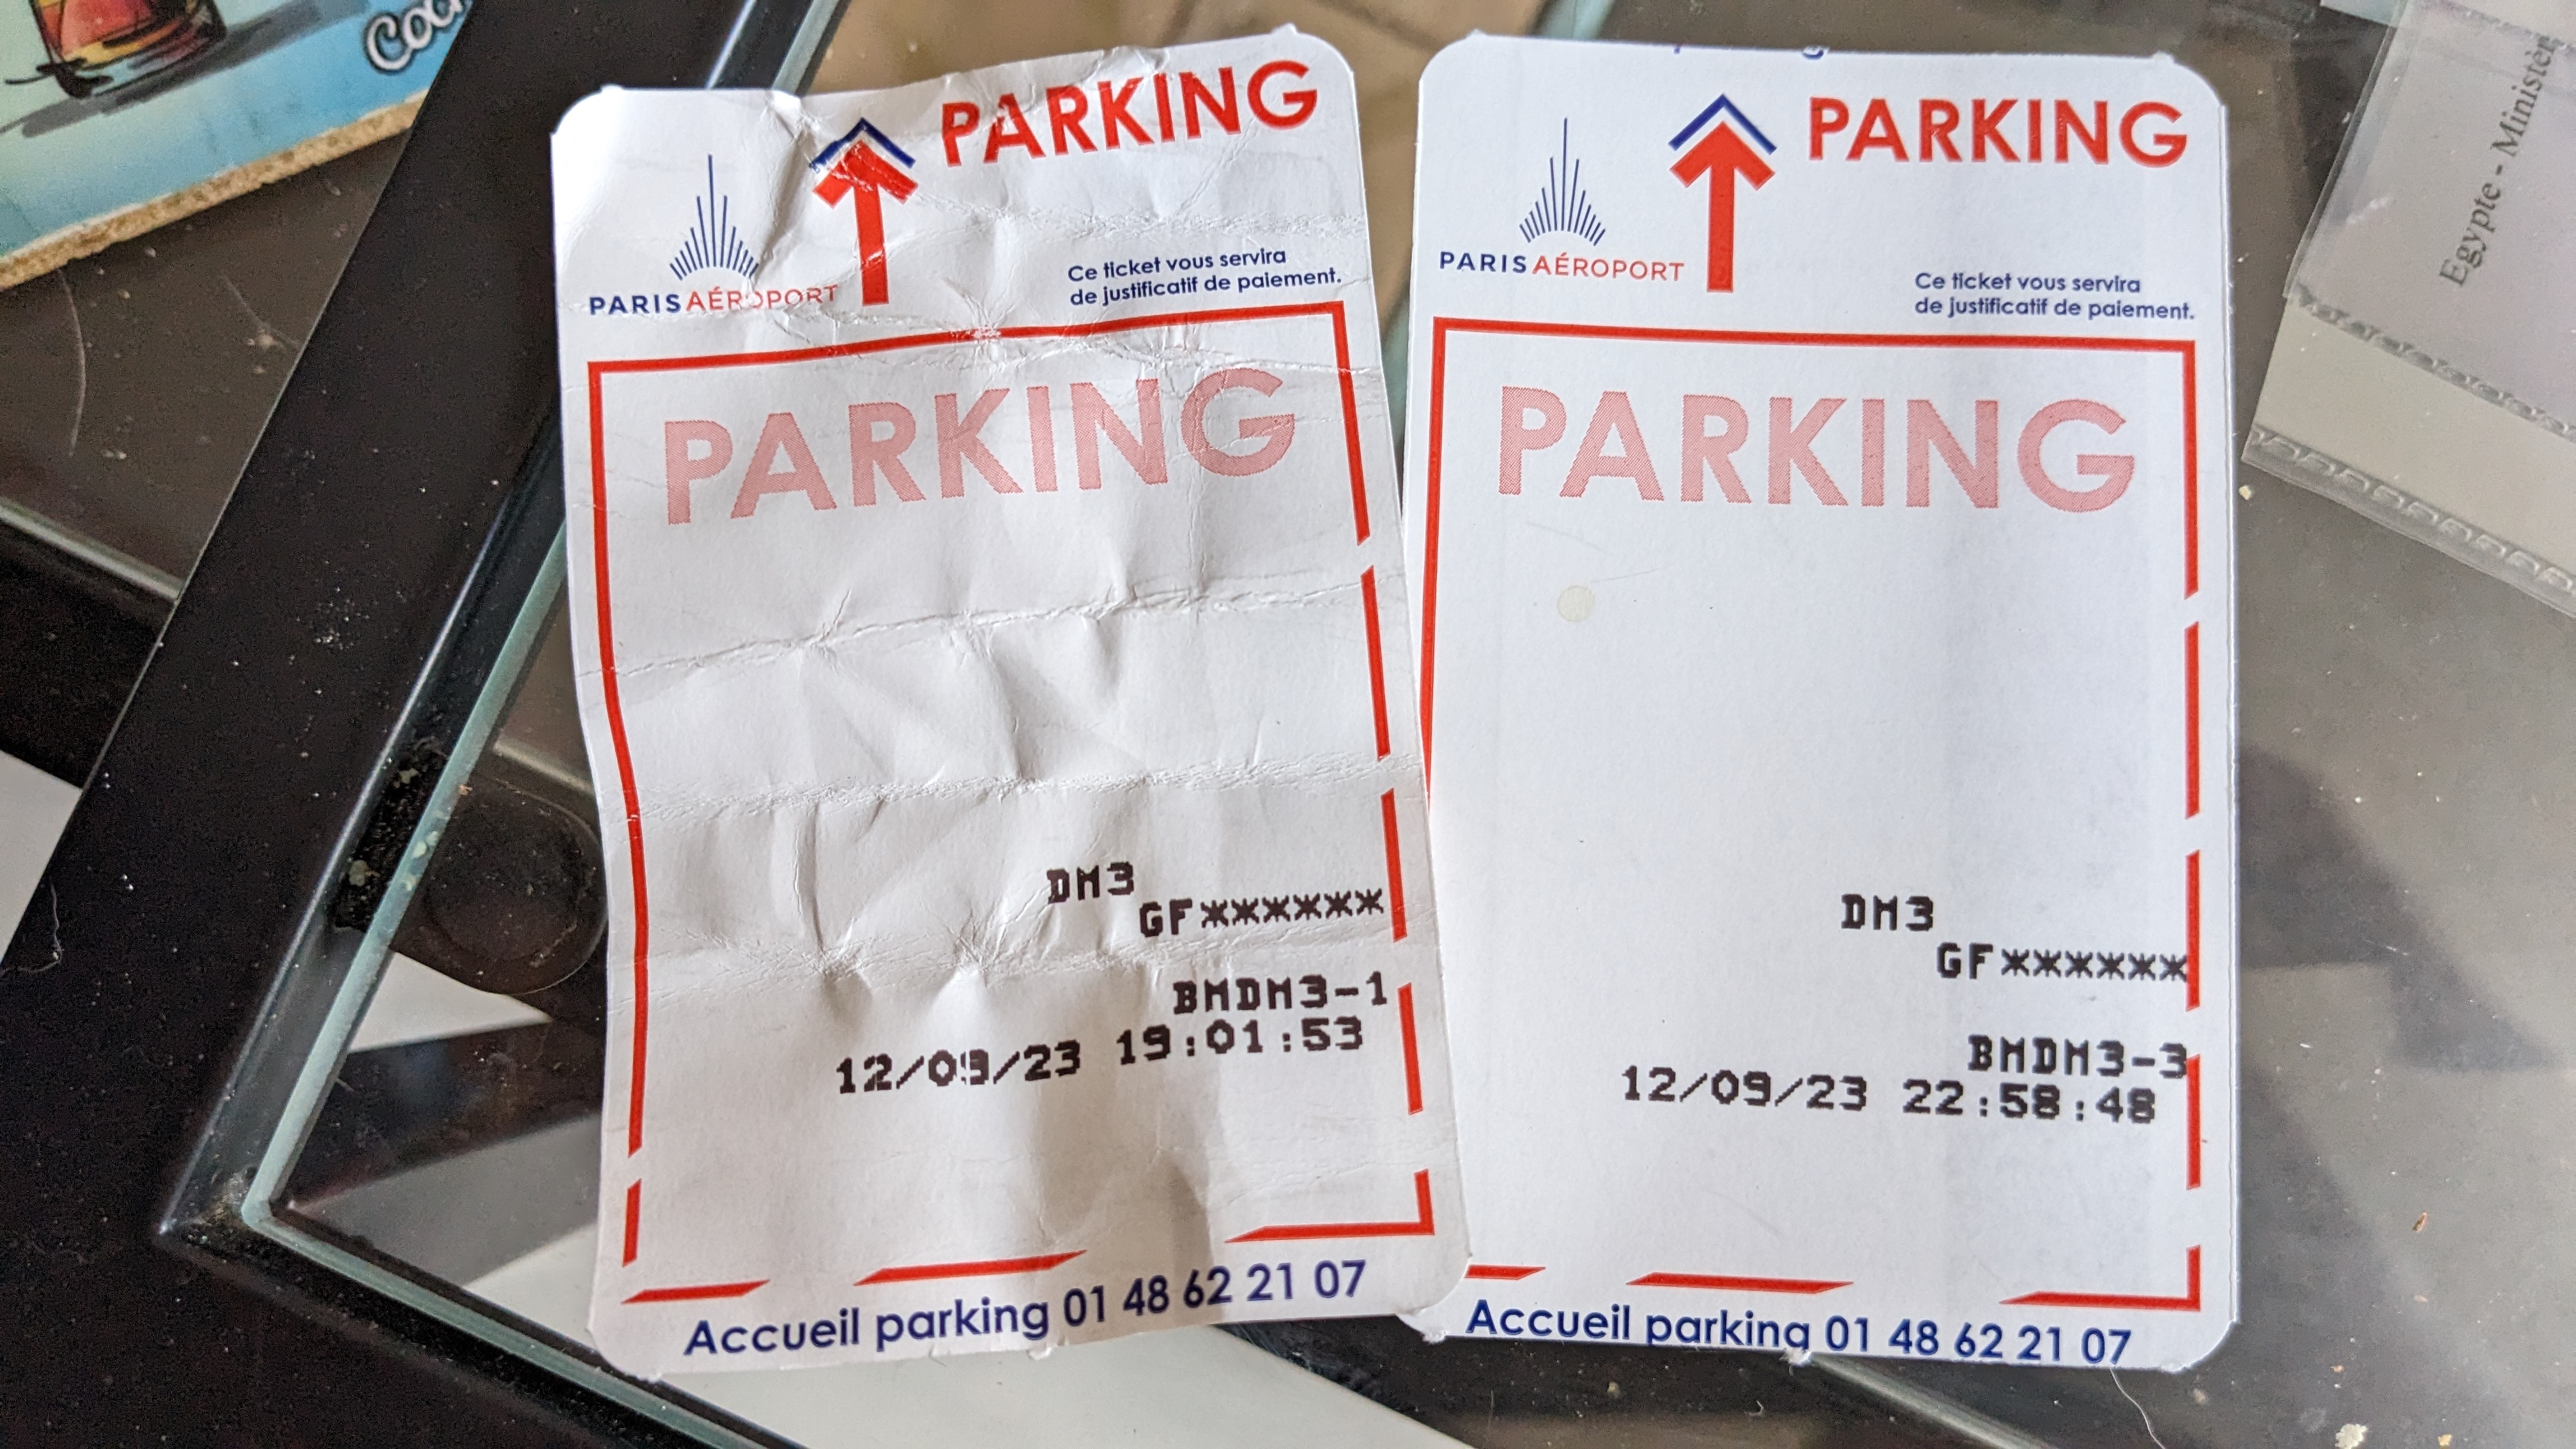 Coc
PARKING
PARIS AÉROPORT
Ce ticket vous servira
de justificatif de paiement.
PARKING
DM3
GF******
BMDM3-1
12/09/23 19:01:53
Accueil parking 01 48 62 21 07
PARKING
PARIS AÉROPORT
Ce ticket vous servira
de justificatif de paiement.
PARKING
DM3
GF******
BMDM3-3
12/09/23 22:58:48
Accueil parking 01 48 62 21 07
Egypte - Ministèr